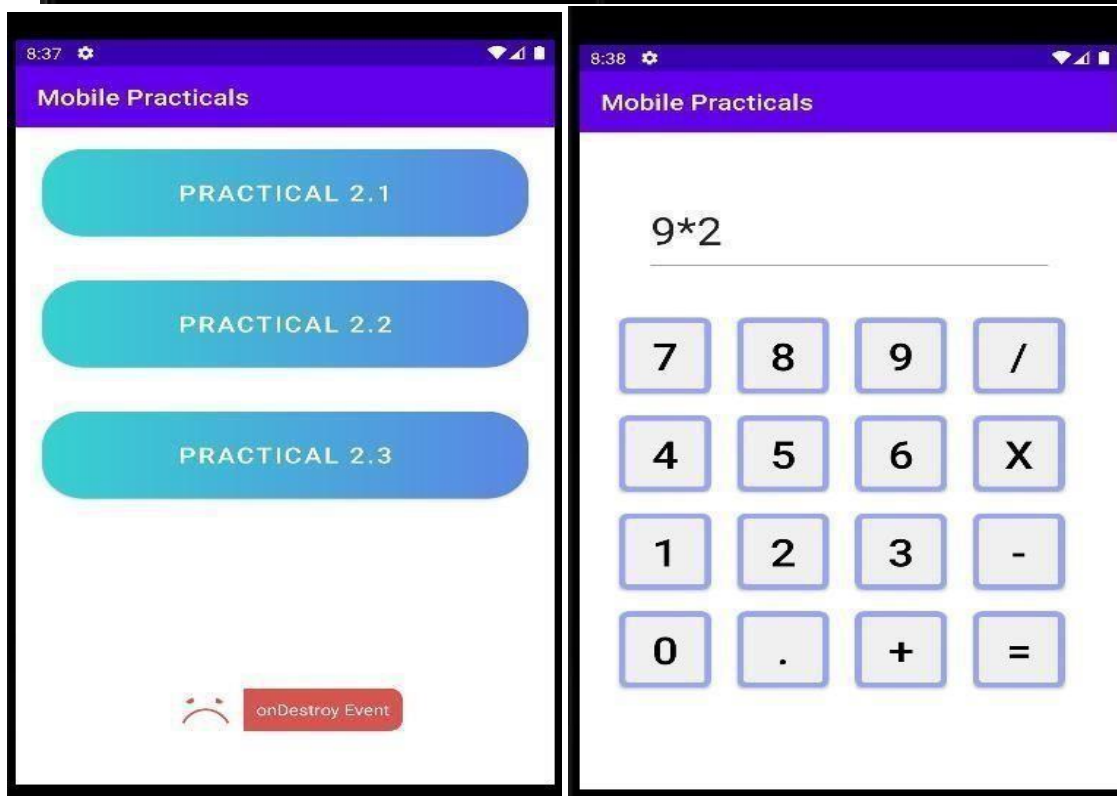 8:37
Mobile Practicals
PRACTICAL 2.1
PRACTICAL 2.2
PRACTICAL 2.3
onDestroy Event
8:38
Mobile Practicals
9*2
7 8 9 /
4 5 6 X
1 2 3 -
0 . + =